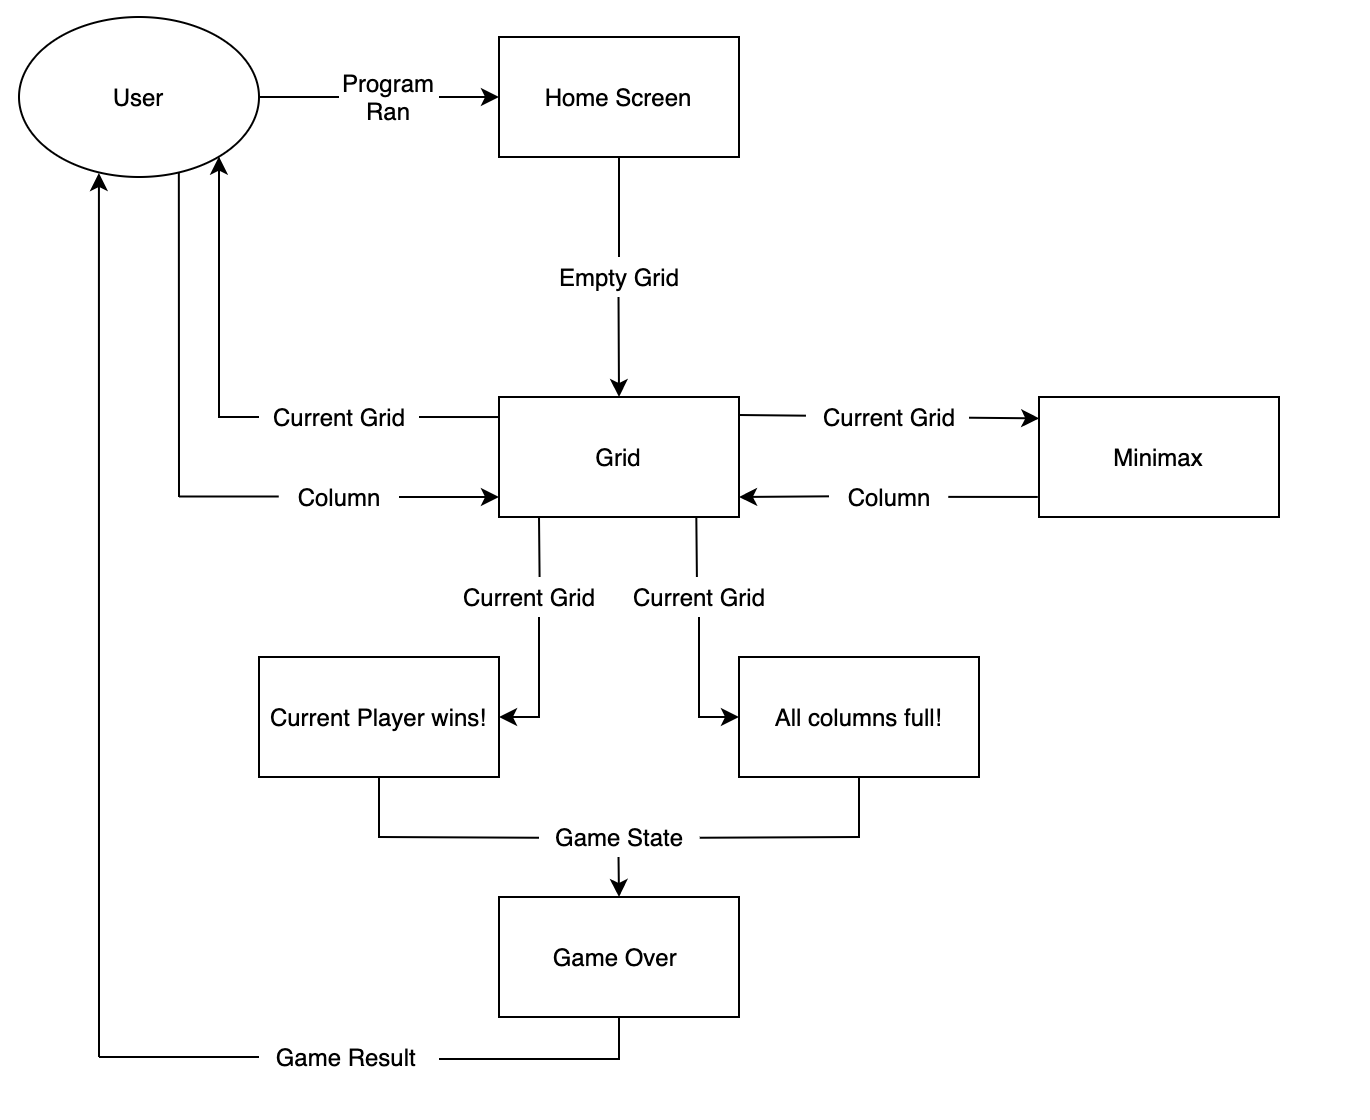 User
Program
Ran
Home Screen
Empty Grid
Current Grid
Current Grid
Grid
Minimax
Column
Column
Current Grid
Current Grid
Current Player wins!
All columns full!
Game State
Game Over
Game Result